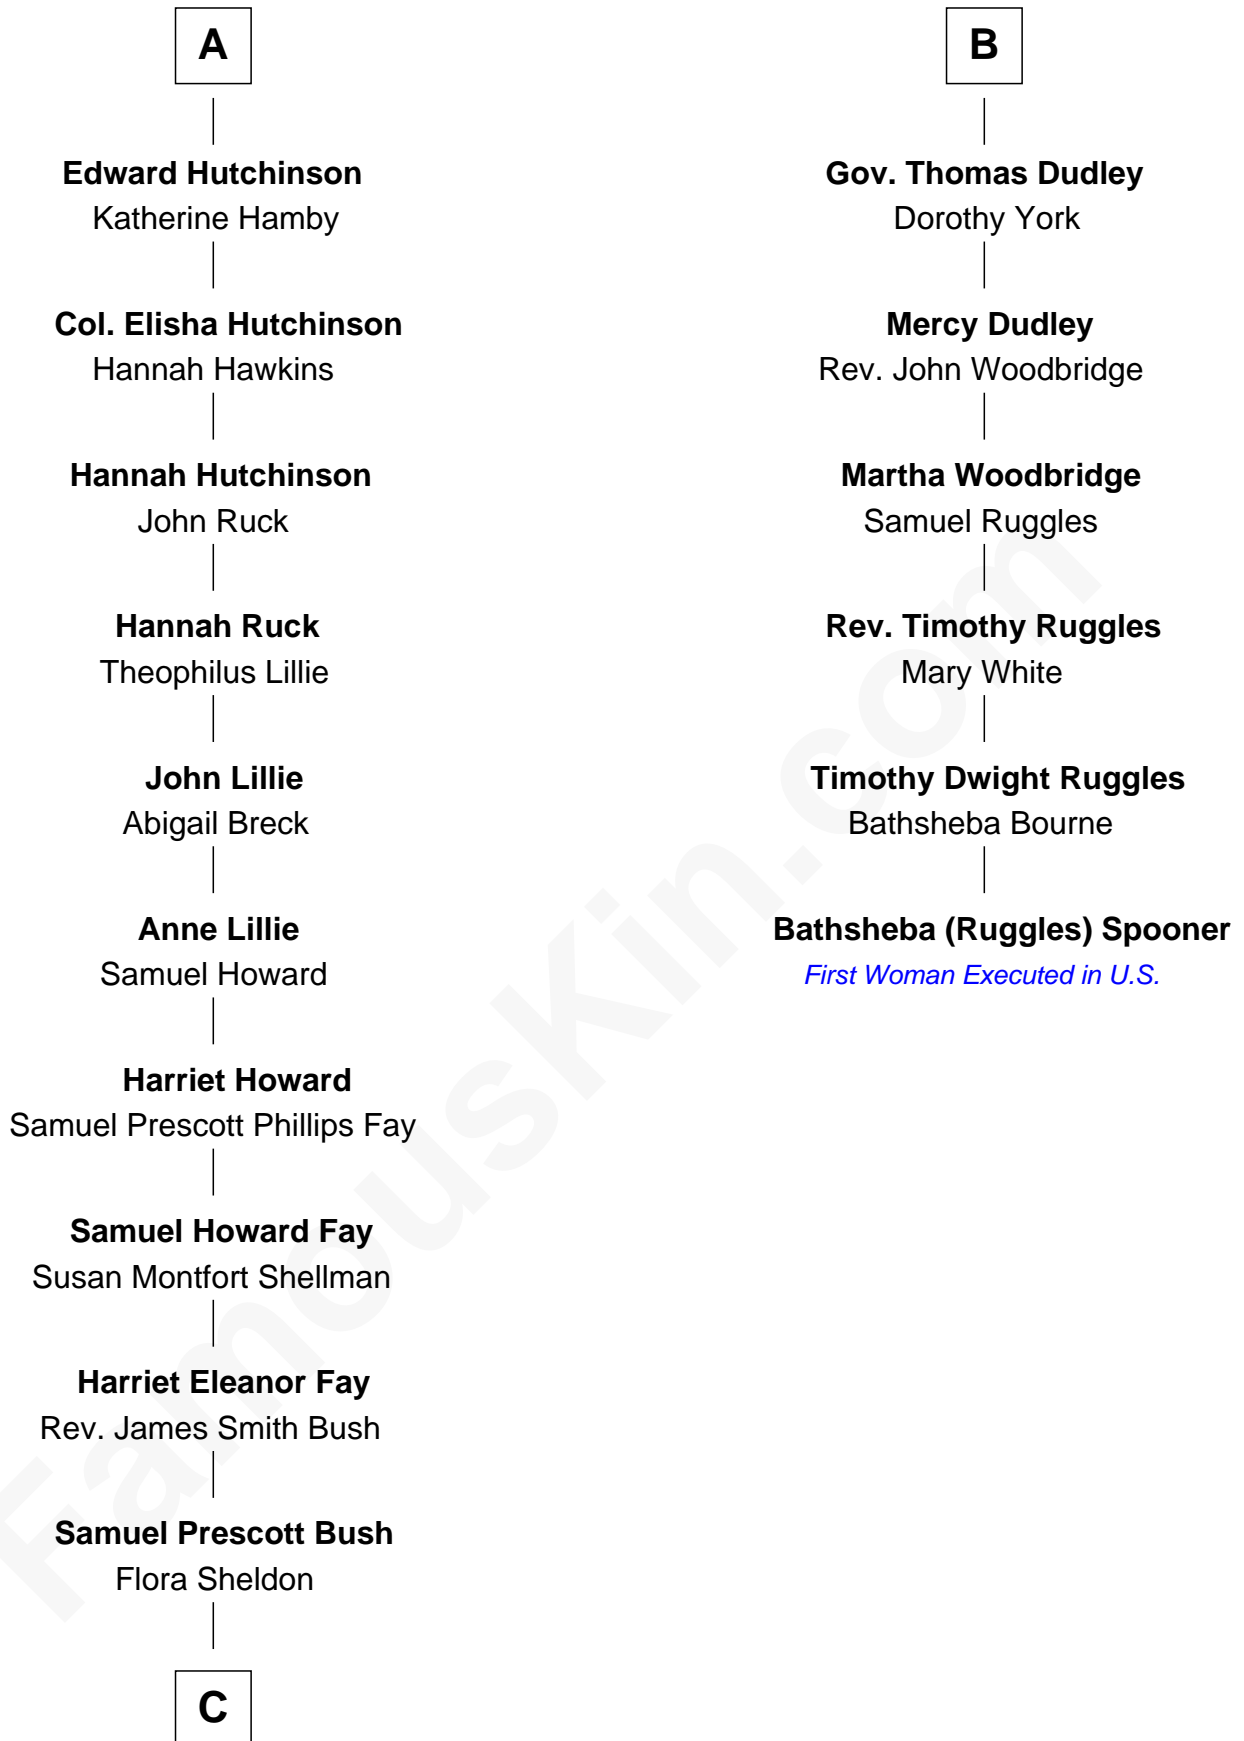 A
Edward Hutchinson
Katherine Hamby
Col. Elisha Hutchinson
Hannah Hawkins
Hannah Hutchinson
John Ruck
Hannah Ruck
Theophilus Lillie
John Lillie
Abigail Breck
Anne Lillie
Samuel Howard
Harriet Howard
Samuel Prescott Phillips Fay
Samuel Howard Fay
Susan Montfort Shellman
Harriet Eleanor Fay
Rev. James Smith Bush
Samuel Prescott Bush
Flora Sheldon
C
B
Gov. Thomas Dudley
Dorothy York
Mercy Dudley
Rev. John Woodbridge
Martha Woodbridge
Samuel Ruggles
Rev. Timothy Ruggles
Mary White
Timothy Dwight Ruggles
Bathsheba Bourne
Bathsheba (Ruggles) Spooner
First Woman Executed in U.S.
FamousKin.com